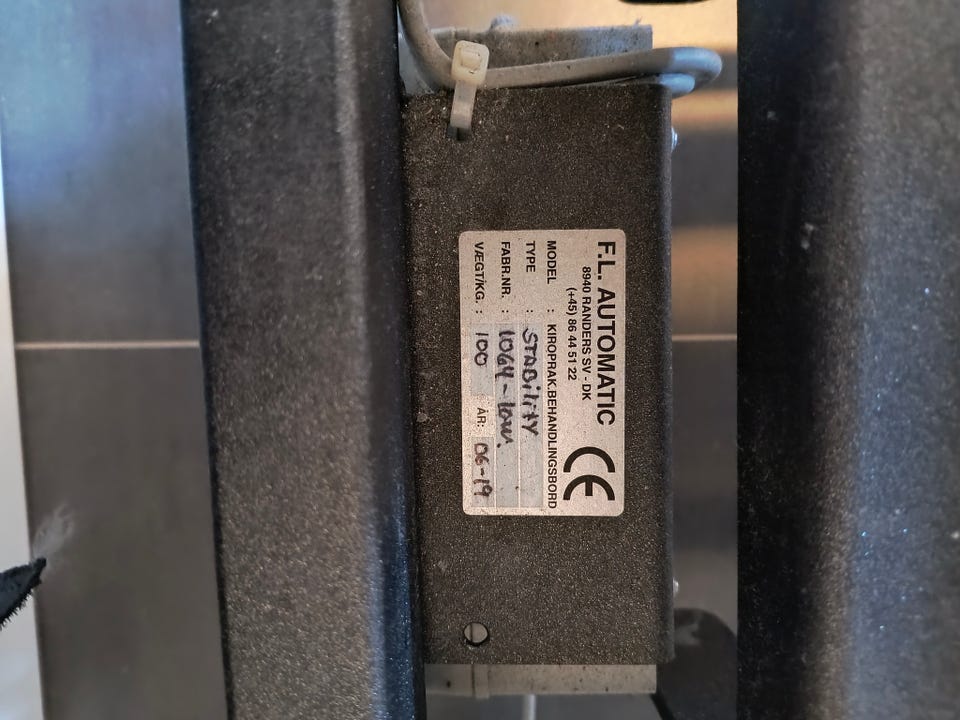 F.L. AUTOMATIC
8940 RANDERS SV - DK
(+45) 86 44 51 22
CE
MODEL : KIROPRAK.BEHANDLINGSBORD
TYPE : STABiliTY
FABR.NR. : 1064-low.
VÆGT/KG. : 100 ÅR: 06-19